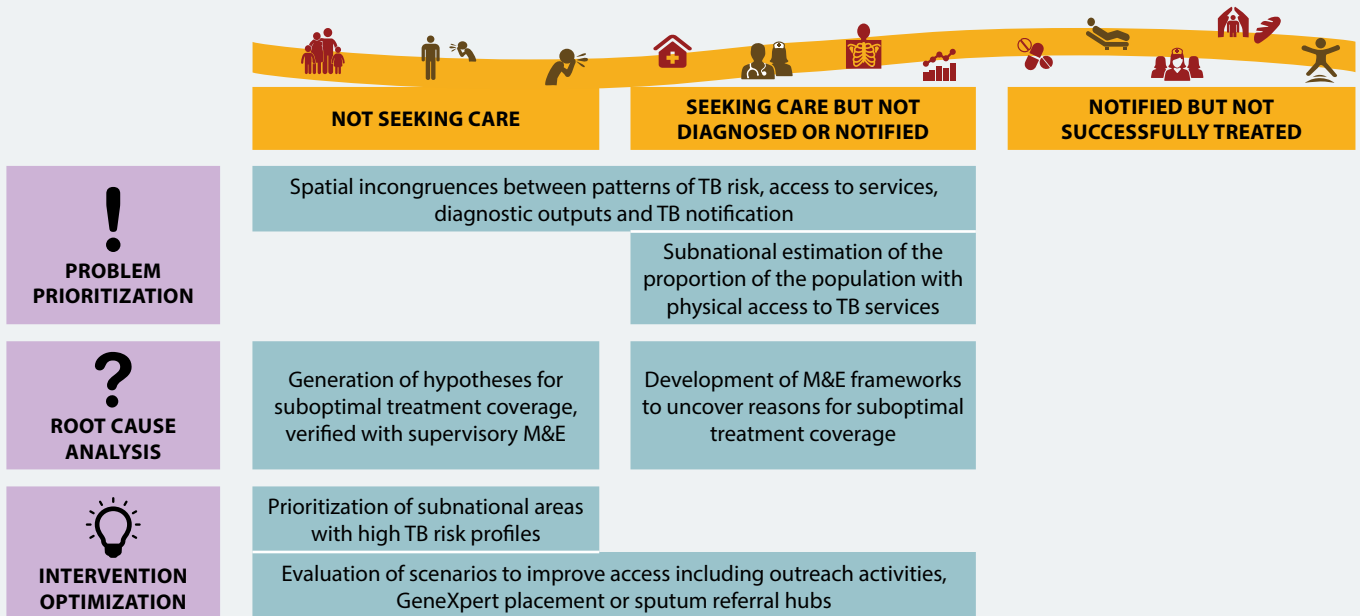 NOT SEEKING CARE
SEEKING CARE BUT NOT
DIAGNOSED OR NOTIFIED
NOTIFIED BUT NOT
SUCCESSFULLY TREATED
!
PROBLEM
PRIORITIZATION
Spatial incongruences between patterns of TB risk, access to services,
diagnostic outputs and TB notification
Subnational estimation of the
proportion of the population with
physical access to TB services
?
ROOT CAUSE
ANALYSIS
Generation of hypotheses for
suboptimal treatment coverage,
verified with supervisory M&E
Development of M&E frameworks
to uncover reasons for suboptimal
treatment coverage
INTERVENTION
OPTIMIZATION
Prioritization of subnational areas
with high TB risk profiles
Evaluation of scenarios to improve access including outreach activities,
GeneXpert placement or sputum referral hubs